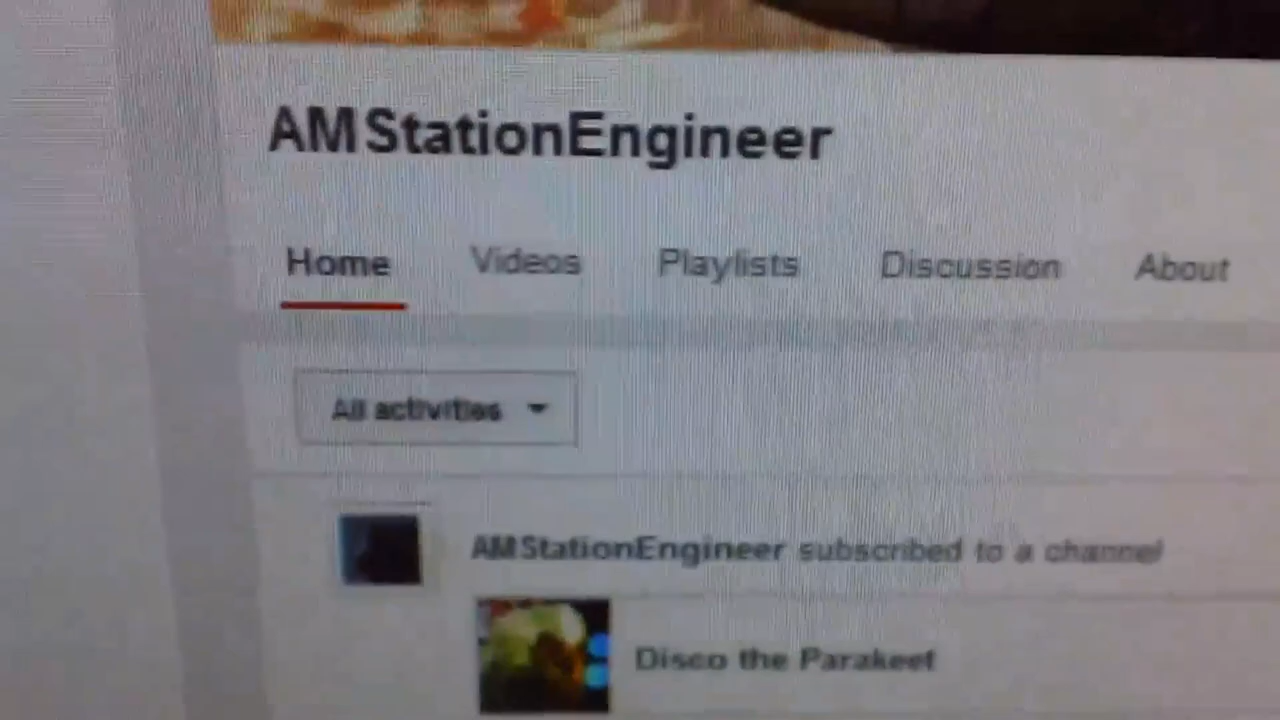 AMStationEngineer
Home Videos Playlists Discussion About
All activities
AMStationEngineer subscribed to a channel
Disco the Parakeet